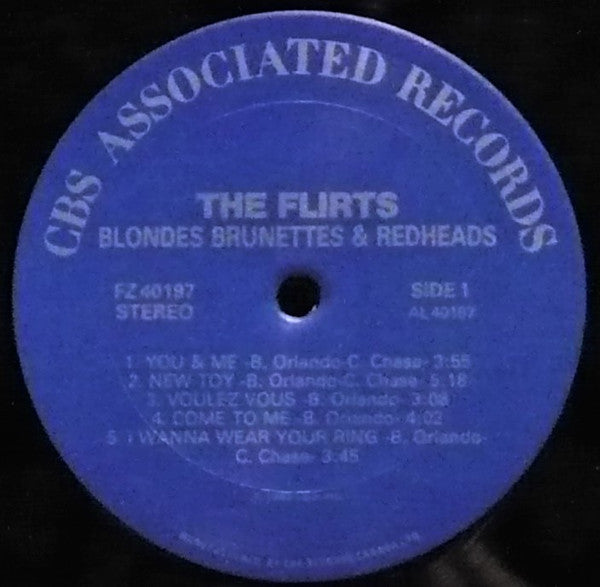 CBS ASSOCIATED RECORDS
THE FLIRTS
BLONDES BRUNETTES & REDHEADS
FZ 40197 SIDE 1
STEREO AL 40197
1. YOU & ME -B. Orlando-C. Chase- 3:55
2. NEW TOY -B. Orlando-C. Chase- 5:18
3. VOULEZ VOUS -B. Orlando- 3:08
4. COME TO ME -B. Orlando- 4:02
5. I WANNA WEAR YOUR RING -B. Orlando-
C. Chase- 3:45